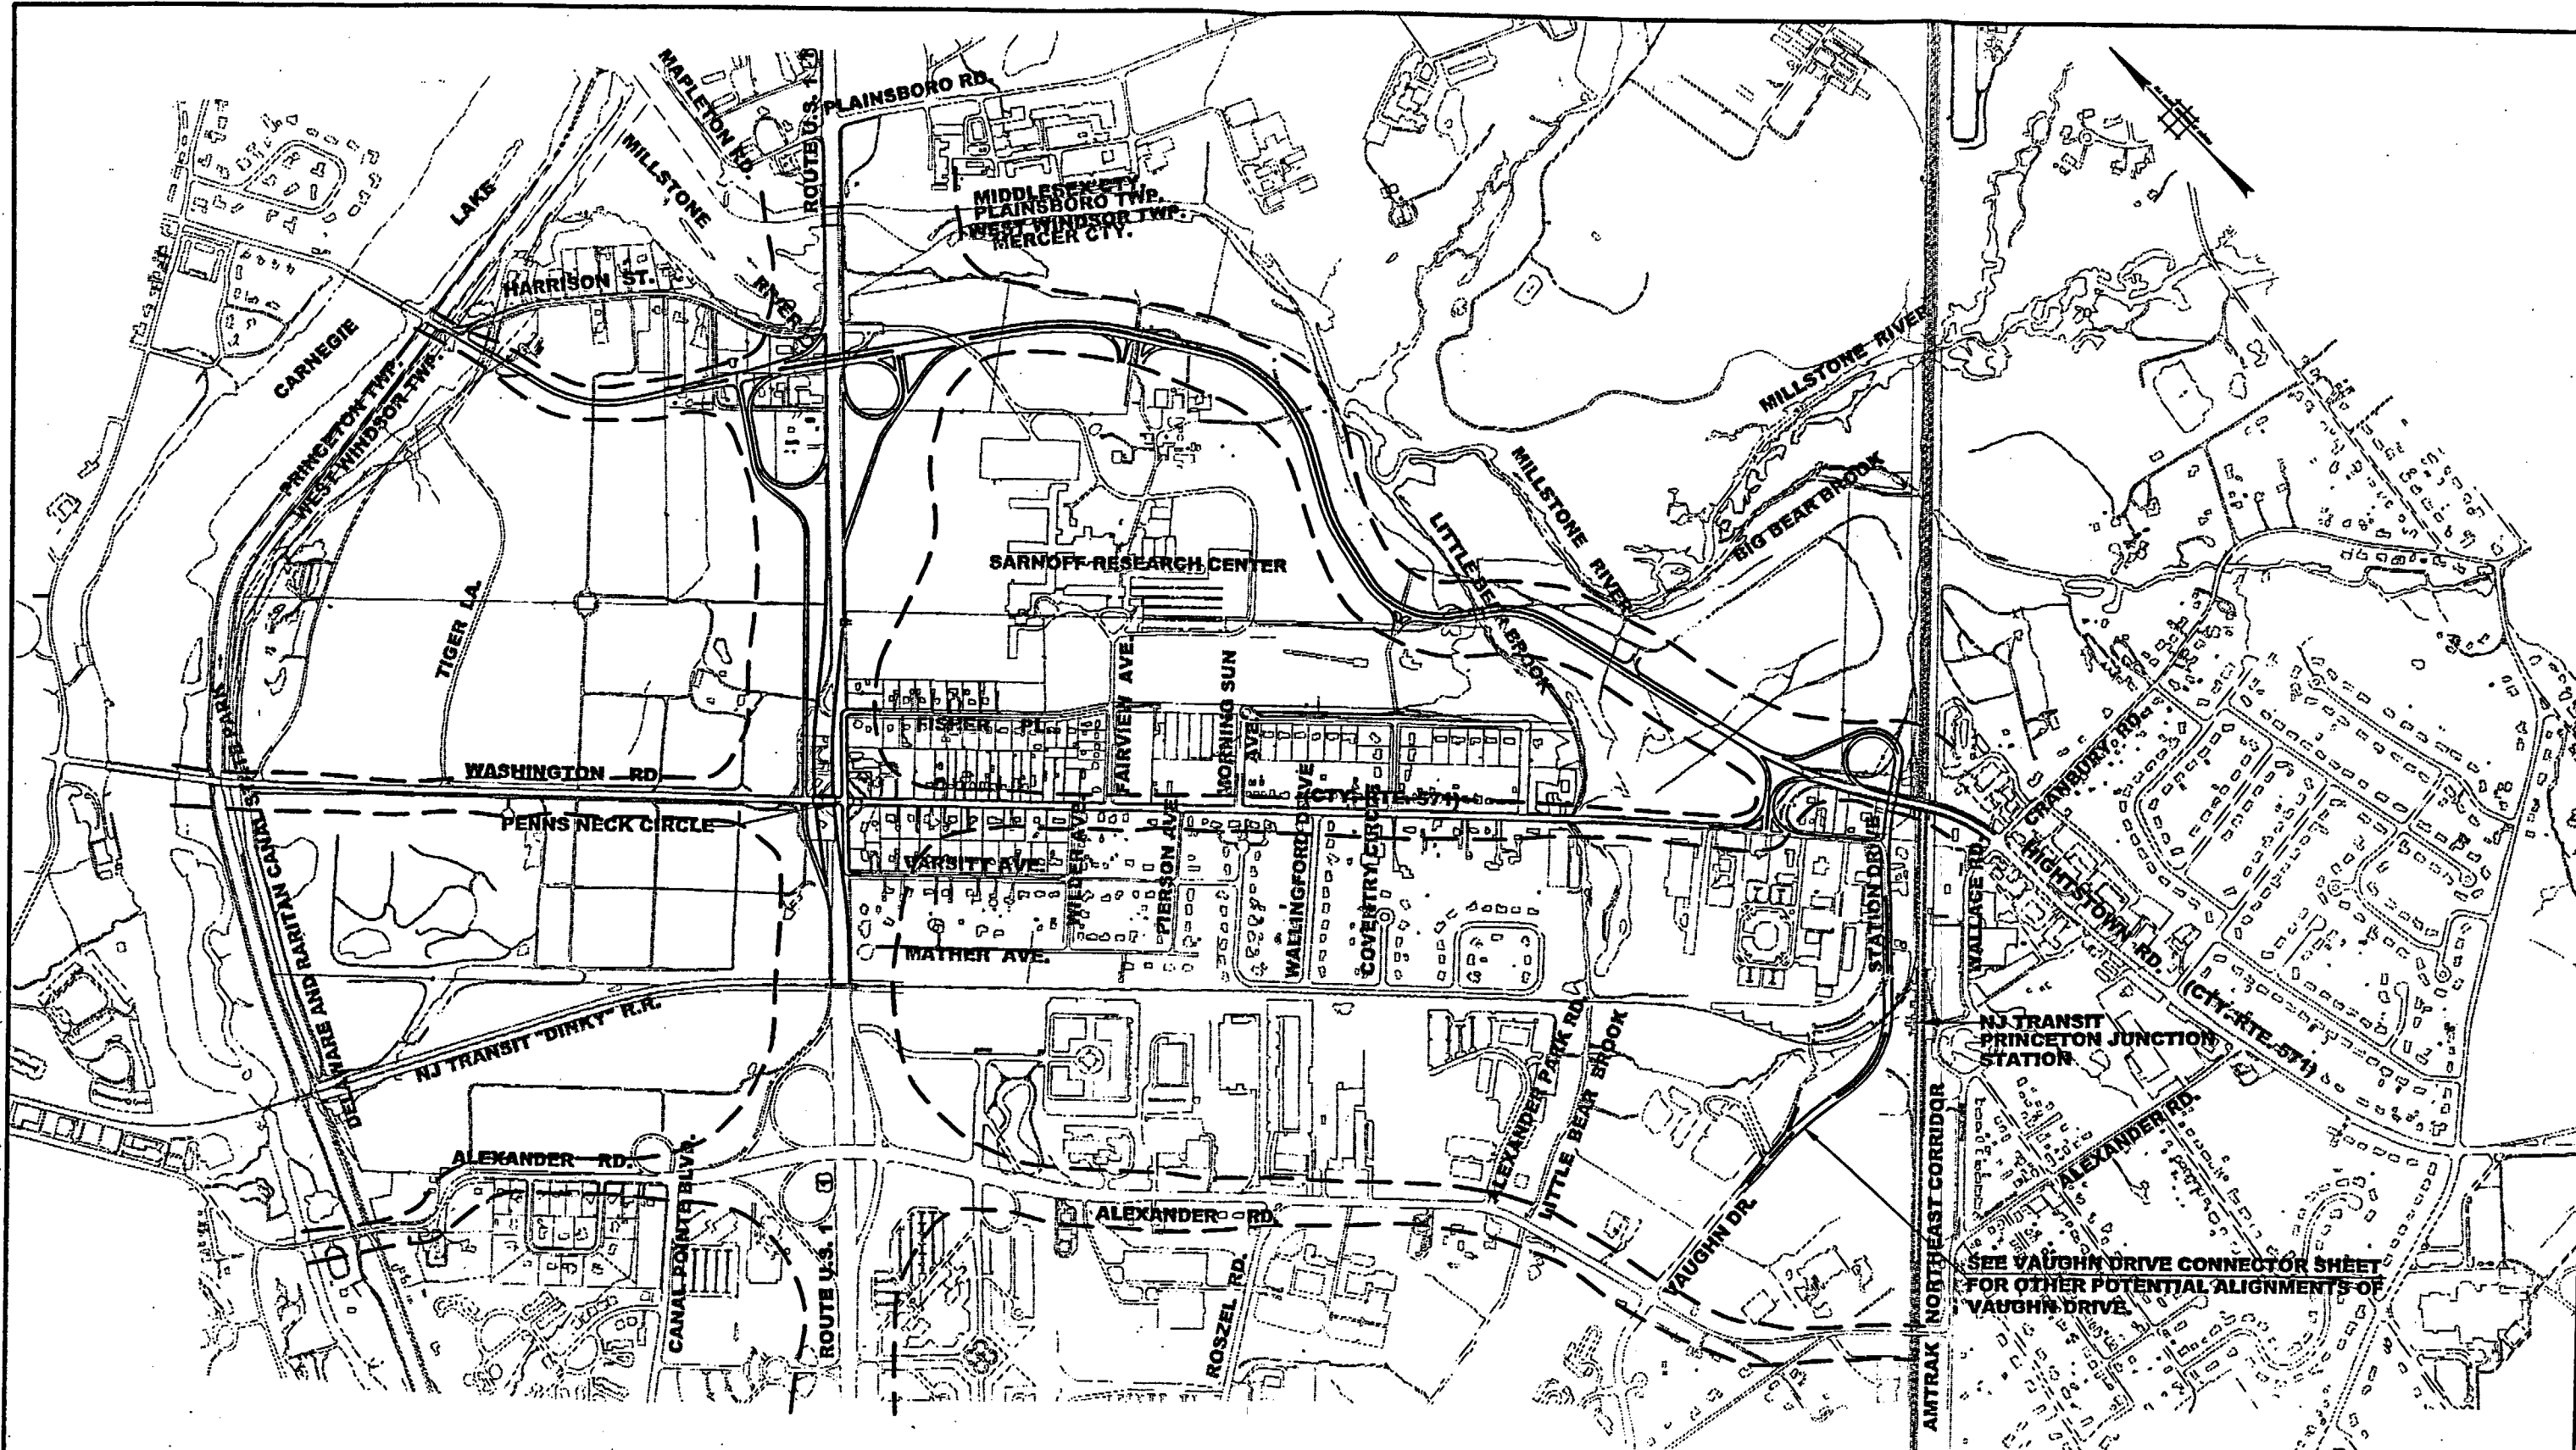 MAPLETON RD.
ROUTE U.S. 1
PLAINSBORO RD.
LAKE
MILLSTONE
RIVER
MIDDLESEX CTY.
PLAINSBORO TWP.
WEST WINDSOR TWP.
MERCER CTY.
HARRISON ST.
CARNEGIE
PRINCETON TWP.
WEST WINDSOR TWP.
MILLSTONE RIVER
MILLSTONE RIVER
BIG BEAR BROOK
LITTLE BEAR BROOK
SARNOFF RESEARCH CENTER
TIGER LA.
FAIRVIEW AVE.
MORNING SUN
AVE.
FISHER PL.
WASHINGTON RD.
(CTY. RTE. 571)
PENNS NECK CIRCLE
VARSITY AVE.
WILDER AVE.
PIERSON AVE.
WALLINGFORD DAVE
COVENTRY CIRCLE
MATHER AVE.
STATION DRIVE
WALLACE RD.
CRANBURY RD.
HIGHTSTOWN RD.
(CTY. RTE. 571)
DELAWARE AND RARITAN CANAL STATE PARK
NJ TRANSIT "DINKY" R.R.
NJ TRANSIT
PRINCETON JUNCTION
STATION
ALEXANDER PARK RD.
LITTLE BEAR BROOK
ALEXANDER RD.
ALEXANDER RD.
ALEXANDER RD.
CANAL POINTE BLVD.
ROUTE U.S. 1
ROSZEL RD.
VAUGHN DR.
AMTRAK NORTHEAST CORRIDOR
SEE VAUGHN DRIVE CONNECTOR SHEET
FOR OTHER POTENTIAL ALIGNMENTS OF
VAUGHN DRIVE.